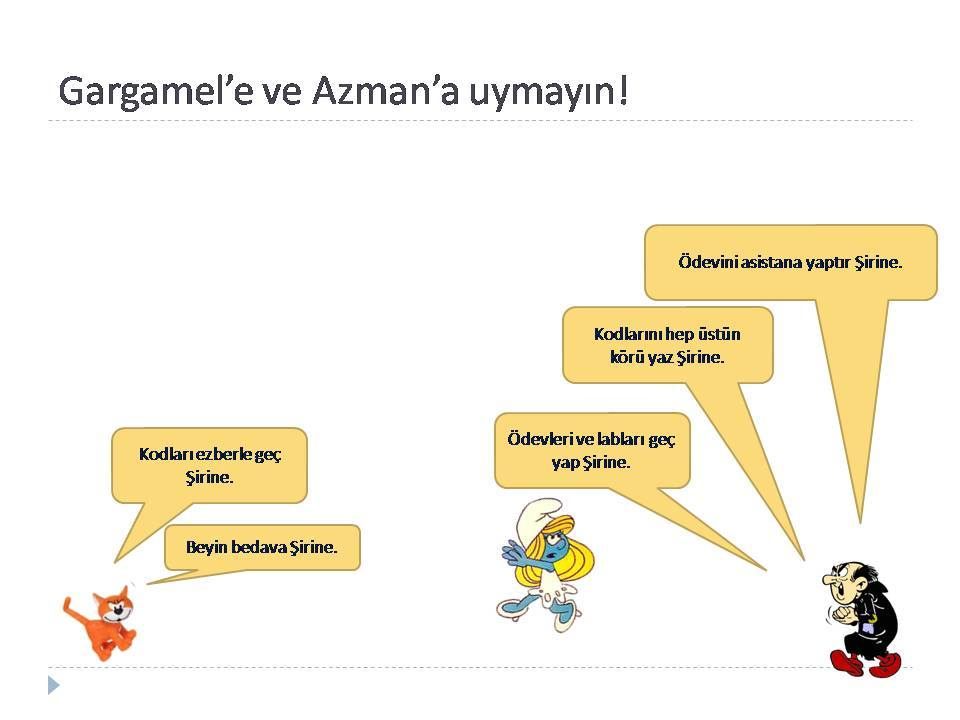 Gargamel’e ve Azman’a uymayın!
Ödevini asistana yaptır Şirine.
Kodlarını hep üstün
körü yaz Şirine.
Ödevleri ve labları geç
yap Şirine.
Kodları ezberle geç
Şirine.
Beyin bedava Şirine.